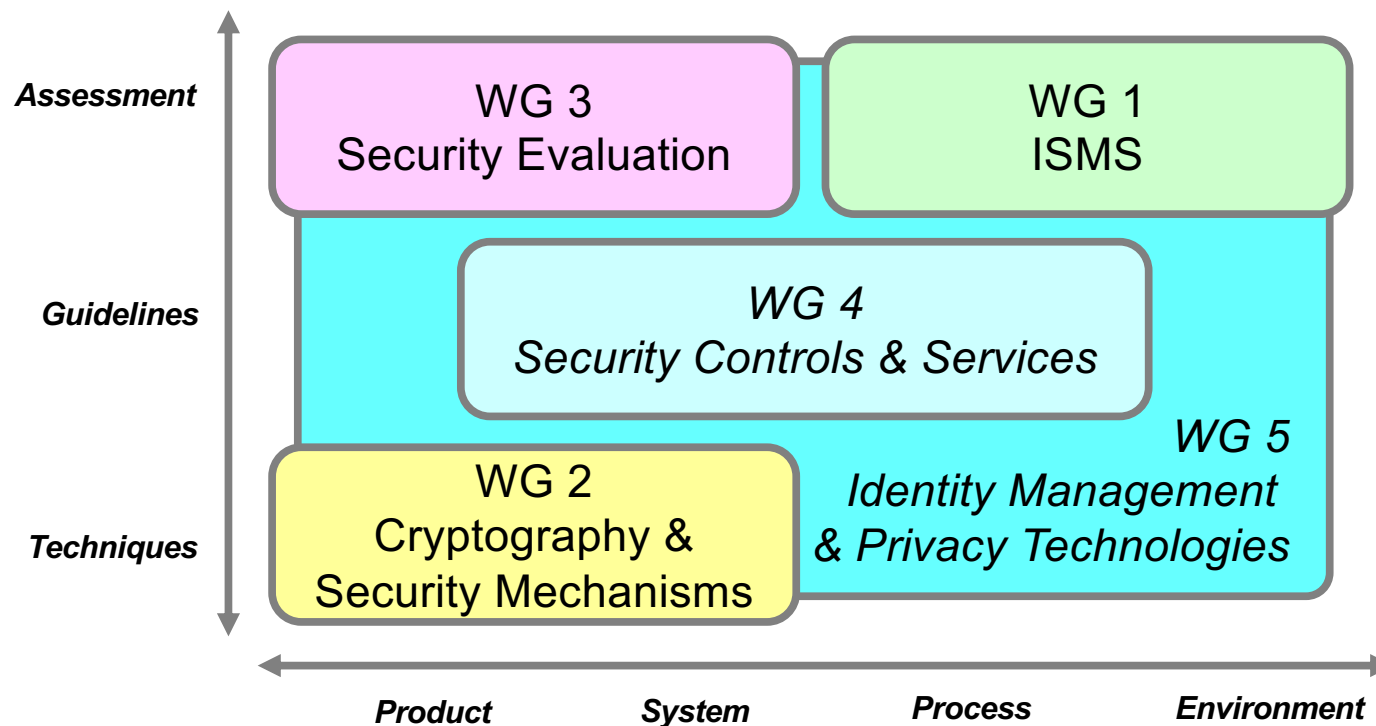 Assessment
WG 3
Security Evaluation
WG 1
ISMS
Guidelines
WG 4
Security Controls & Services
WG 5
Identity Management
& Privacy Technologies
Techniques
WG 2
Cryptography &
Security Mechanisms
Product
System
Process
Environment